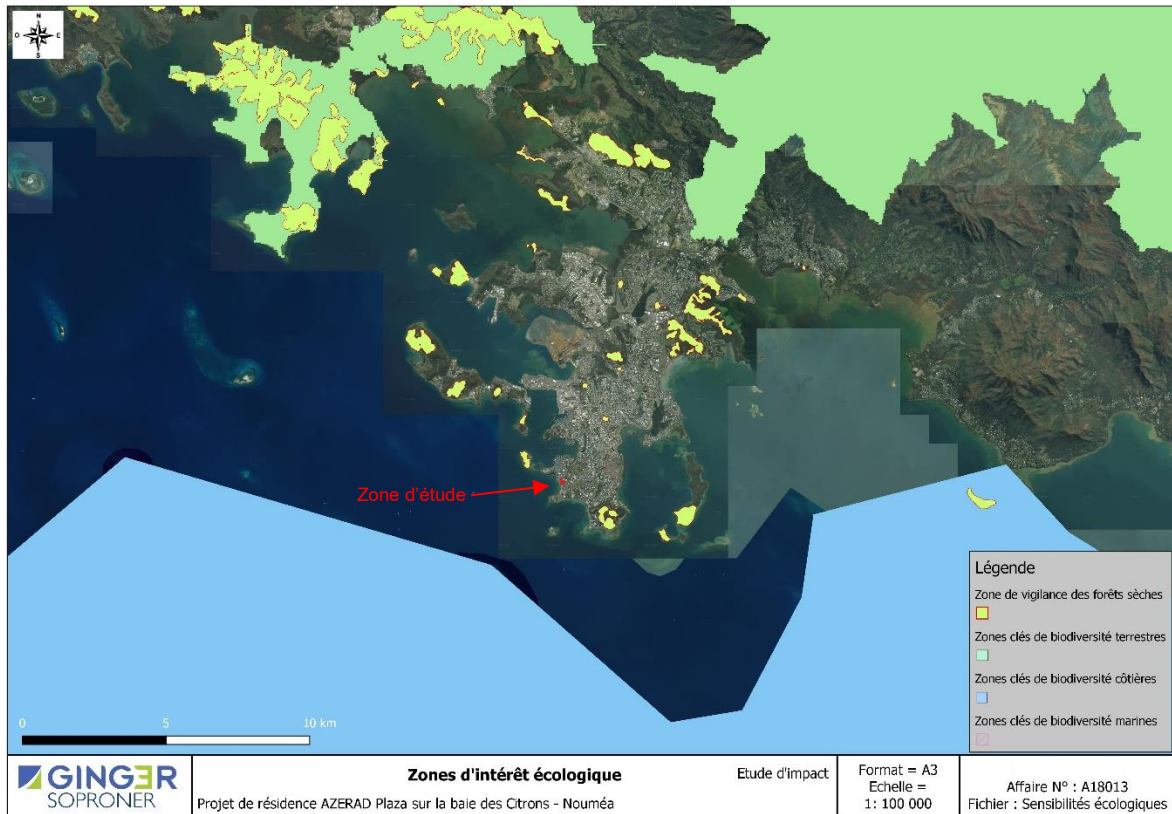 N
O E
S
Zone d'étude
Légende
Zone de vigilance des forêts sèches
Zones clés de biodiversité terrestres
Zones clés de biodiversité côtières
Zones clés de biodiversité marines
0 5 10 km
GINGER
SOPRONER
Zones d'intérêt écologique
Etude d'impact
Projet de résidence AZERAD Plaza sur la baie des Citrons - Nouméa
Format = A3
Echelle =
1: 100 000
Affaire N° : A18013
Fichier : Sensibilités écologiques